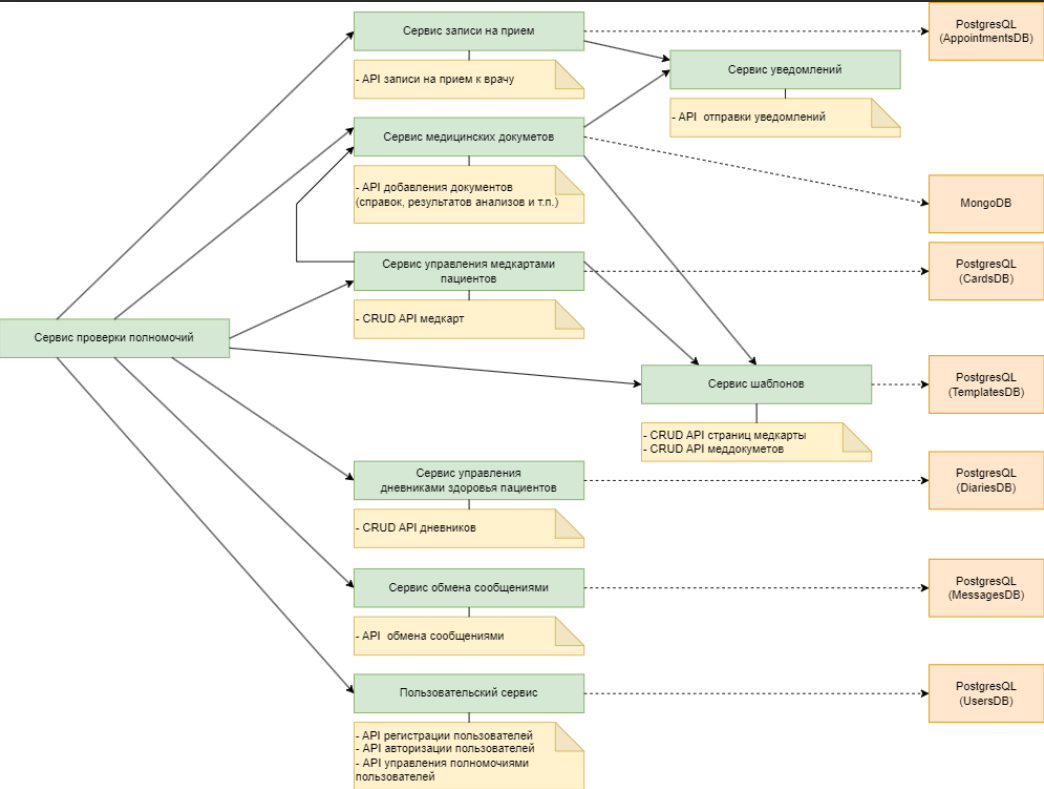 Сервис записи на прием
PostgresQL
(AppointmentsDB)
- API записи на прием к врачу
Сервис уведомлений
- API отправки уведомлений
Сервис медицинских докуметов
- API добавления документов
(справок, результатов анализов и т.п.)
MongoDB
Сервис управления медкартами
пациентов
PostgresQL
(CardsDB)
- CRUD API медкарт
Сервис проверки полномочий
Сервис шаблонов
PostgresQL
(TemplatesDB)
- CRUD API страниц медкарты
- CRUD API меддокуметов
Сервис управления
дневниками здоровья пациентов
PostgresQL
(DiariesDB)
- CRUD API дневников
Сервис обмена сообщениями
PostgresQL
(MessagesDB)
- API обмена сообщениями
Пользовательский сервис
PostgresQL
(UsersDB)
- API регистрации пользователей
- API авторизации пользователей
- API управления полномочиями
пользователей